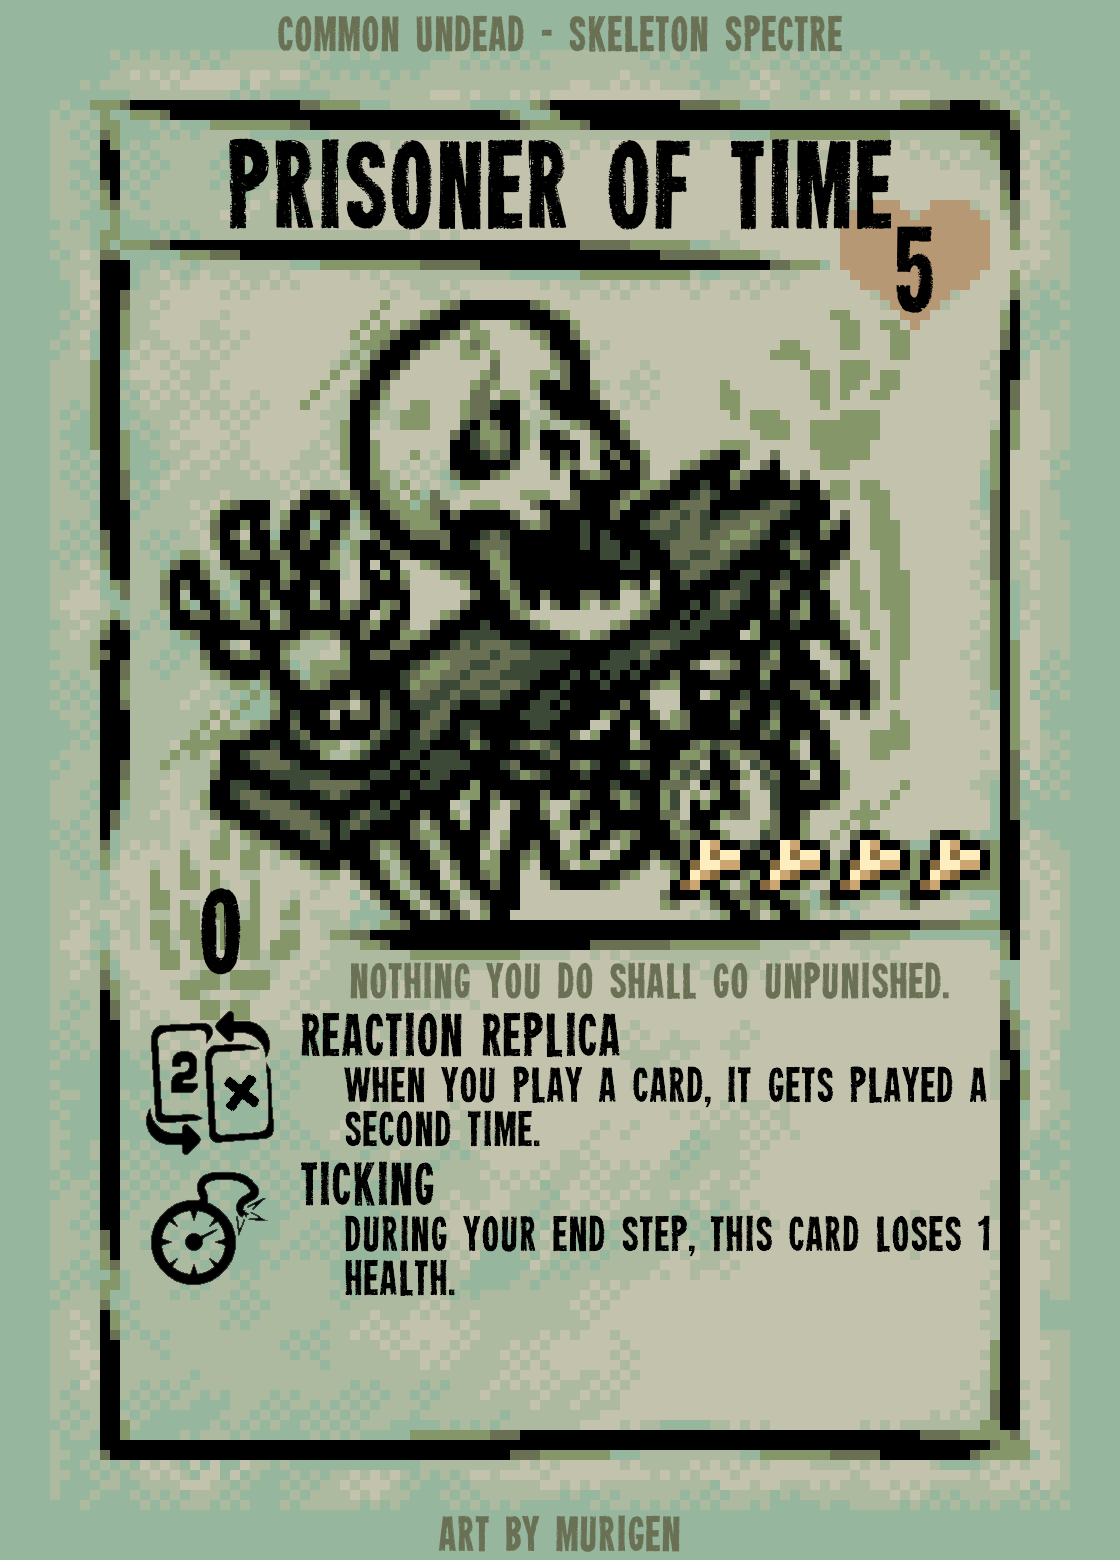 COMMON UNDEAD - SKELETON SPECTRE
PRISONER OF TIME
5
0
NOTHING YOU DO SHALL GO UNPUNISHED.
REACTION REPLICA
2 X
WHEN YOU PLAY A CARD, IT GETS PLAYED A
SECOND TIME.
TICKING
DURING YOUR END STEP, THIS CARD LOSES 1
HEALTH.
ART BY MURIGEN